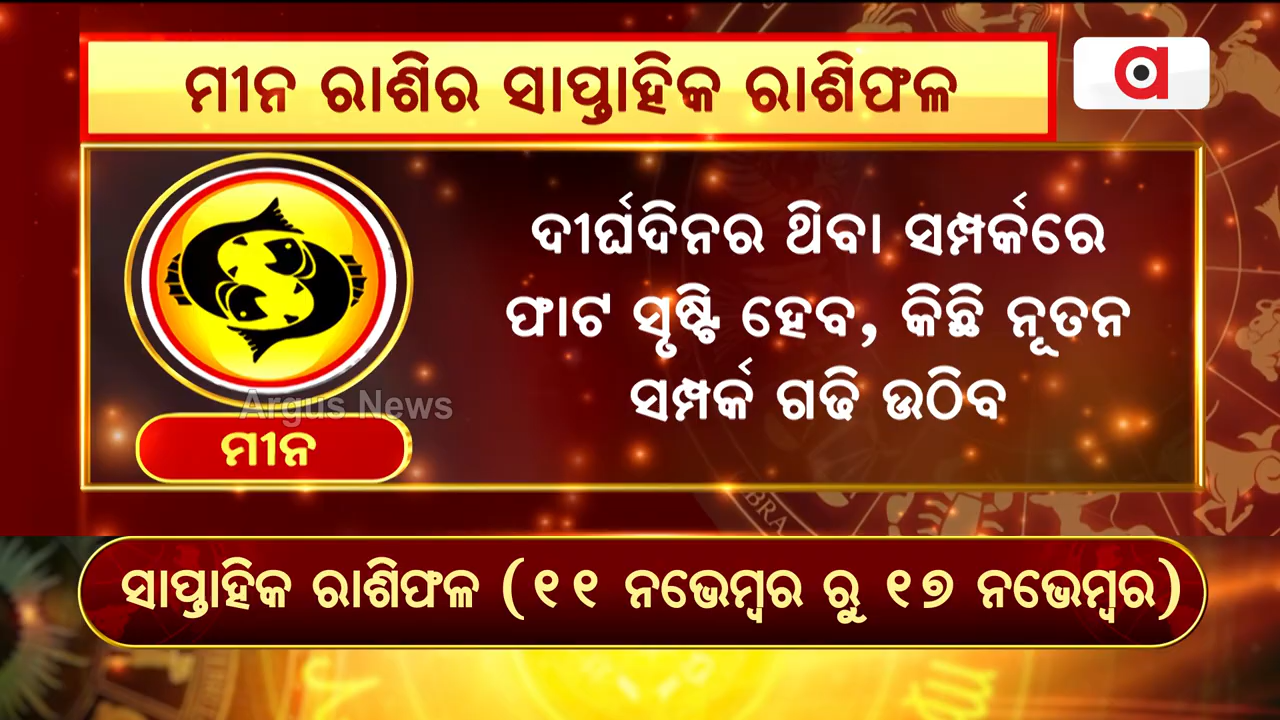 ମୀନ ରାଶିର ସାପ୍ତାହିକ ରାଶିଫଳ
a
ଦୀର୍ଘଦିନର ଥିବା ସମ୍ପର୍କରେ
ଫାଟ ସୃଷ୍ଟି ହେବ, କିଛି ନୂତନ
ସମ୍ପର୍କ ଗଢି ଉଠିବ
Argus News
ମୀନ
BRA
ସାପ୍ତାହିକ ରାଶିଫଳ (୧୧ ନଭେମ୍ବର ରୁ ୧୭ ନଭେମ୍ବର)